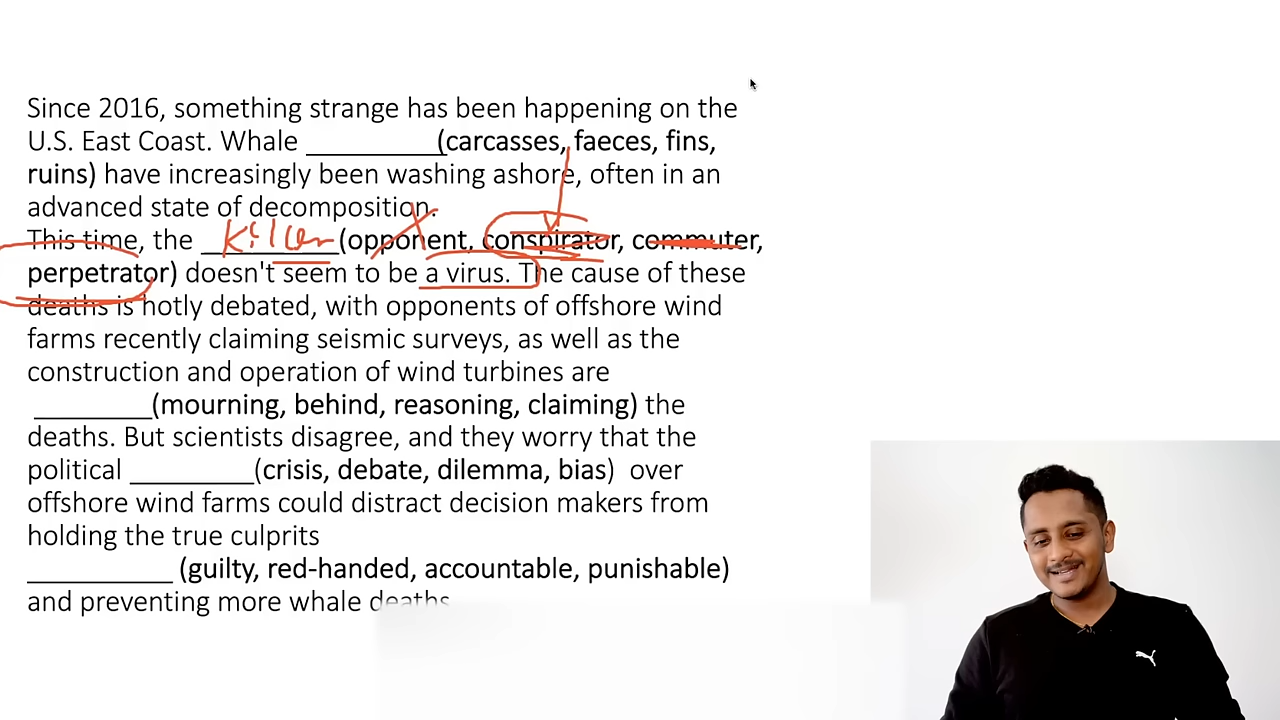 Since 2016, something strange has been happening on the
U.S. East Coast. Whale __________(carcasses, faeces, fins,
ruins) have increasingly been washing ashore, often in an
advanced state of decomposition.
This time, the __________ Killer (opponent, conspirator, commuter,
perpetrator) doesn't seem to be a virus. The cause of these
deaths is hotly debated, with opponents of offshore wind
farms recently claiming seismic surveys, as well as the
construction and operation of wind turbines are
_________(mourning, behind, reasoning, claiming) the
deaths. But scientists disagree, and they worry that the
political _________(crisis, debate, dilemma, bias) over
offshore wind farms could distract decision makers from
holding the true culprits
___________ (guilty, red-handed, accountable, punishable)
and preventing more whale deaths